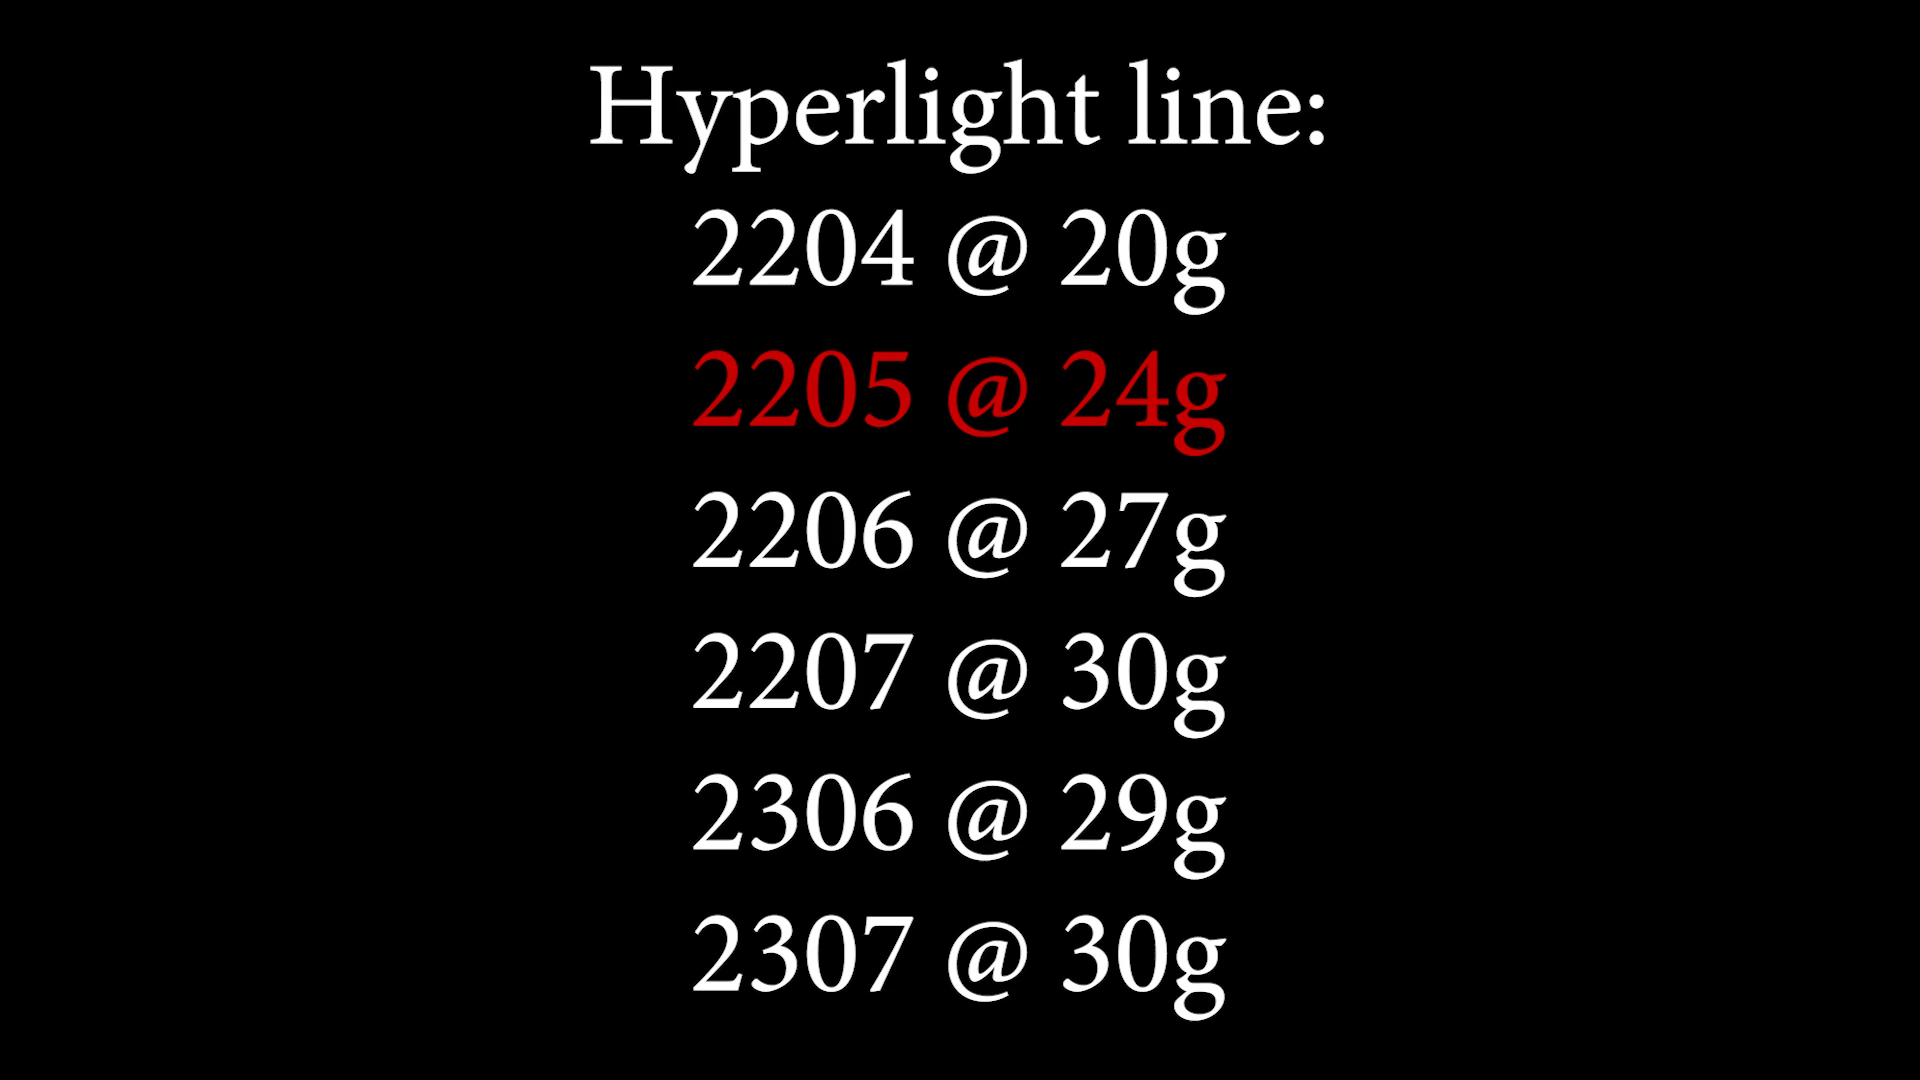 Hyperlight line:
2204 @ 20g
2205 @ 24g
2206 @ 27g
2207 @ 30g
2306 @ 29g
2307 @ 30g